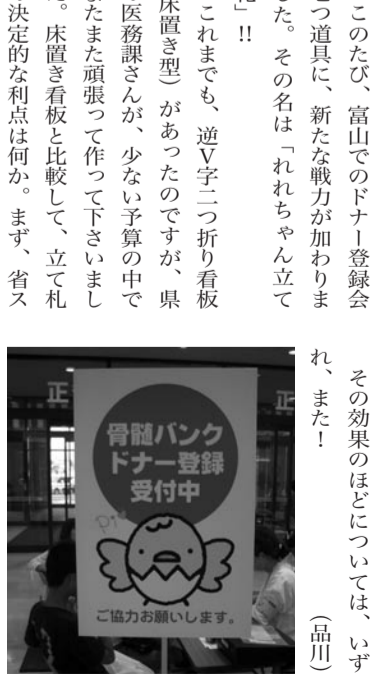 このたび、富山でのドナー登録会
つ道具に、新たな戦力が加わりま
した。その名は「れれちゃん立て
札」!!
これまでも、逆V字二つ折り看板
床置き型)があったのですが、県
医務課さんが、少ない予算の中で
またまた頑張って作って下さいまし
た。床置き看板と比較して、立て札
の決定的な利点は何か。まず、省ス
その効果のほどについては、いず
れ、また!
(品川)
正
正
骨髄バンク
ドナー登録
受付中
ご協力お願いします。